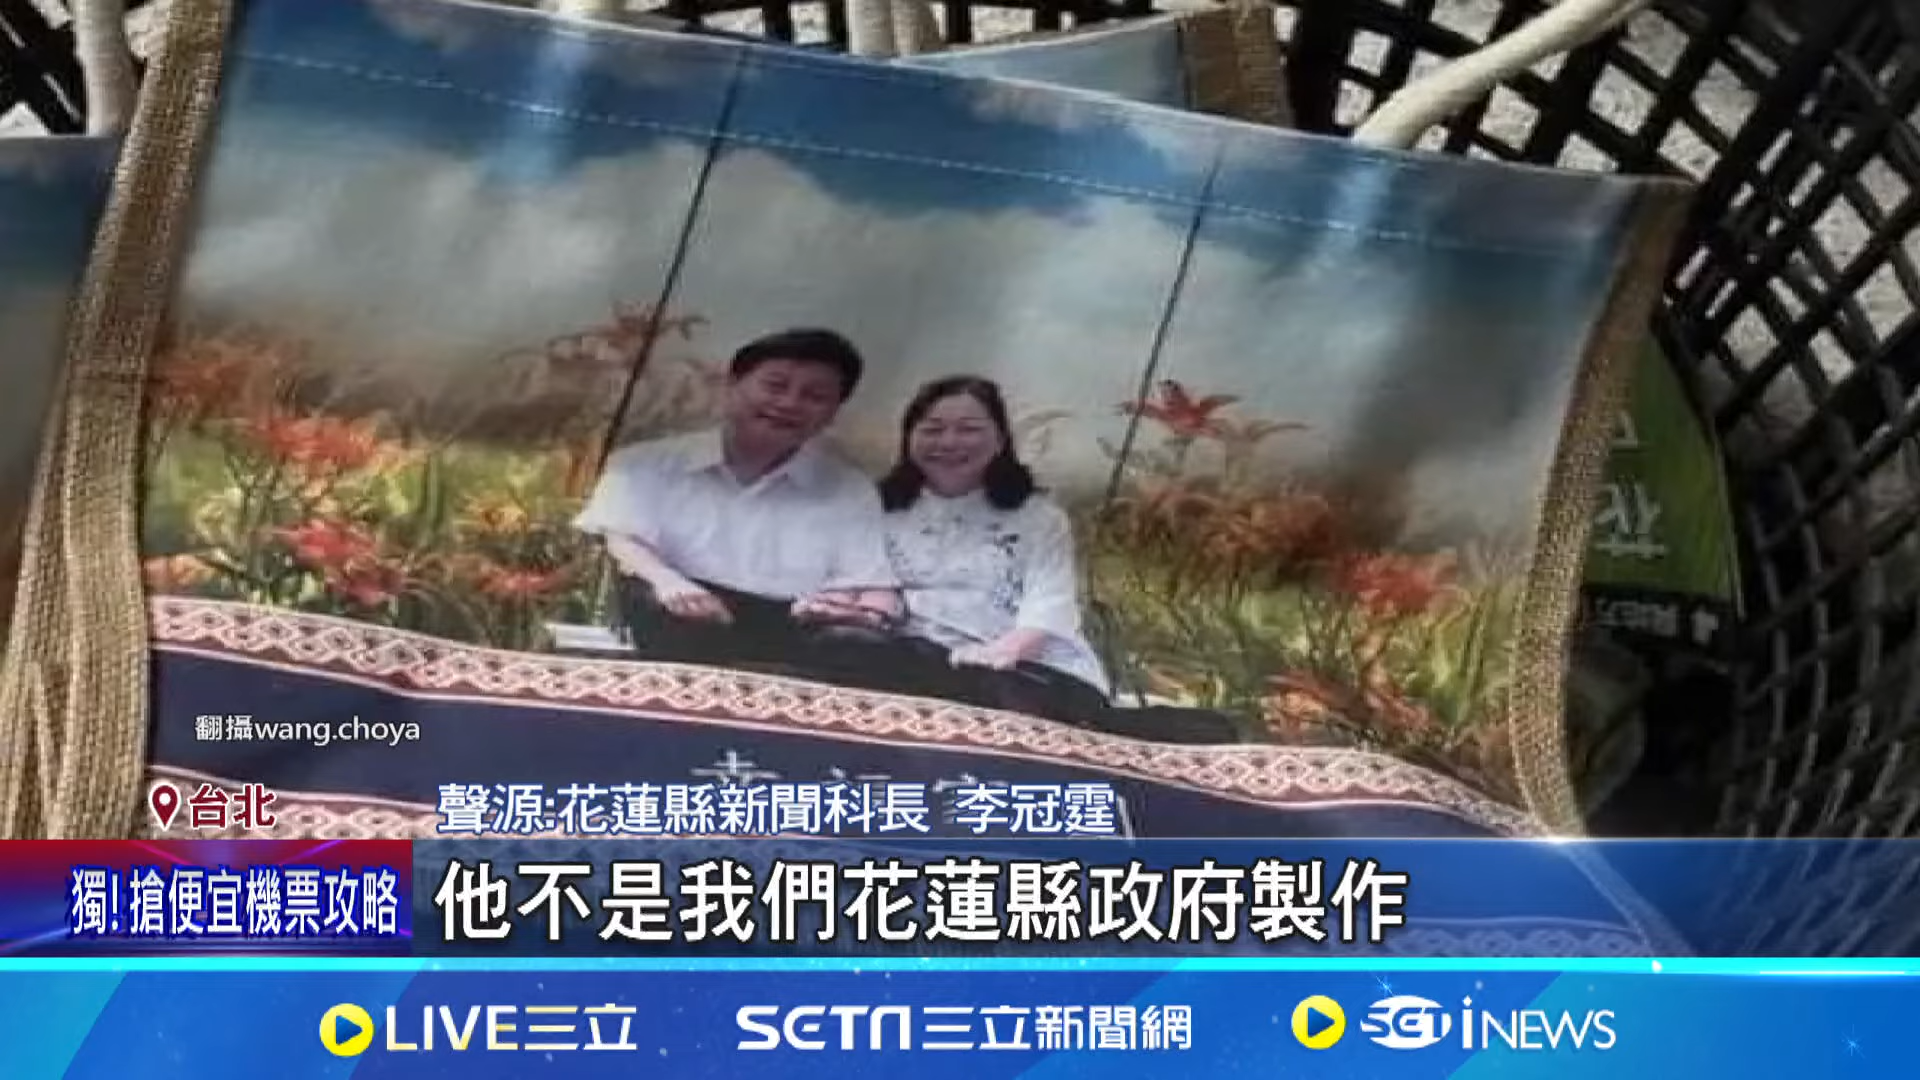 翻攝wang.choya
台北
聲源:花蓮縣新聞科長 李冠霆
獨!搶便宜機票攻略
他不是我們花蓮縣政府製作
LIVE三立
SETN三立新聞網
SETiNEWS